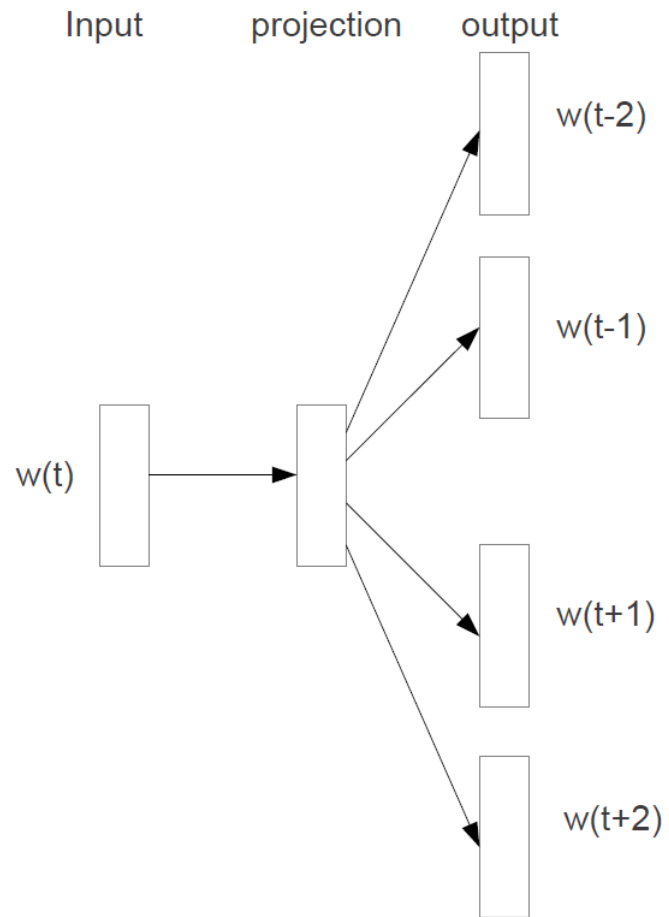 Input projection output
w(t-2)
w(t-1)
w(t)
w(t+1)
w(t+2)